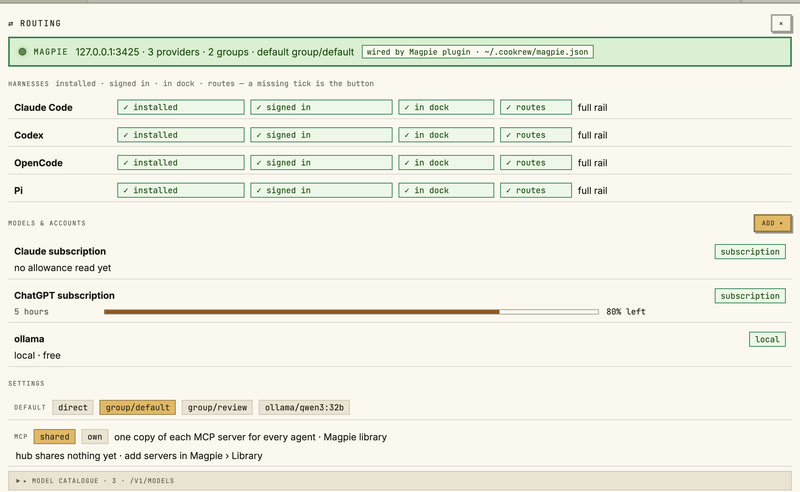 ⇄ ROUTING ×
MAGPIE 127.0.0.1:3425 · 3 providers · 2 groups · default group/default wired by Magpie plugin · ~/.cookrew/magpie.json
HARNESSES installed · signed in · in dock · routes — a missing tick is the button
Claude Code ✓ installed ✓ signed in ✓ in dock ✓ routes full rail
Codex ✓ installed ✓ signed in ✓ in dock ✓ routes full rail
OpenCode ✓ installed ✓ signed in ✓ in dock ✓ routes full rail
Pi ✓ installed ✓ signed in ✓ in dock ✓ routes full rail
MODELS & ACCOUNTS ADD ▾
Claude subscription subscription
no allowance read yet
ChatGPT subscription subscription
5 hours 80% left
ollama local
local · free
SETTINGS
DEFAULT direct group/default group/review ollama/qwen3:32b
MCP shared own one copy of each MCP server for every agent · Magpie library
hub shares nothing yet · add servers in Magpie › Library
▶ ▸ MODEL CATALOGUE · 3 · /V1/MODELS